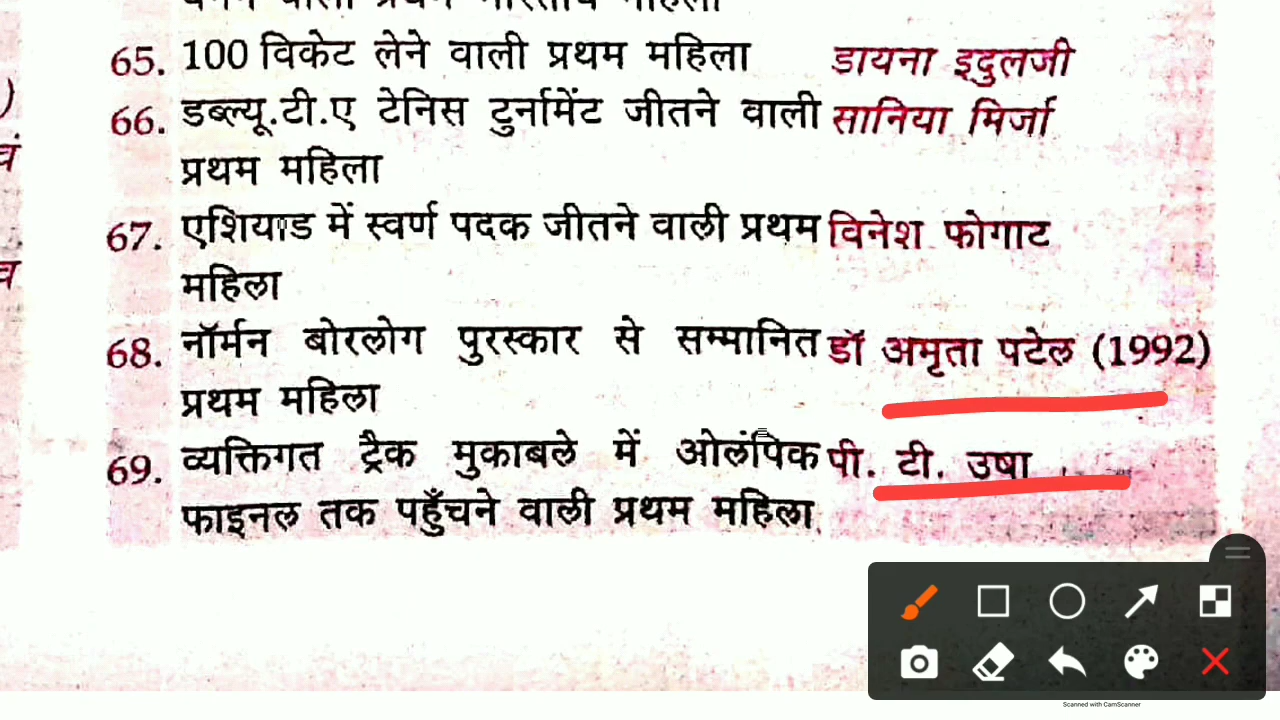 65. 100 विकेट लेने वाली प्रथम महिला डायना इदुलजी
66. डब्ल्यू.टी.ए टेनिस टुर्नामेंट जीतने वाली सानिया मिर्जा
प्रथम महिला
67. एशियाड में स्वर्ण पदक जीतने वाली प्रथम विनेश फोगाट
महिला
68. नॉर्मन बोरलोग पुरस्कार से सम्मानित डॉ अमृता पटेल (1992)
प्रथम महिला
69. व्यक्तिगत ट्रैक मुकाबले में ओलंपिक पी. टी. उषा
फाइनल तक पहुँचने वाली प्रथम महिला
Scanned with CamScanner